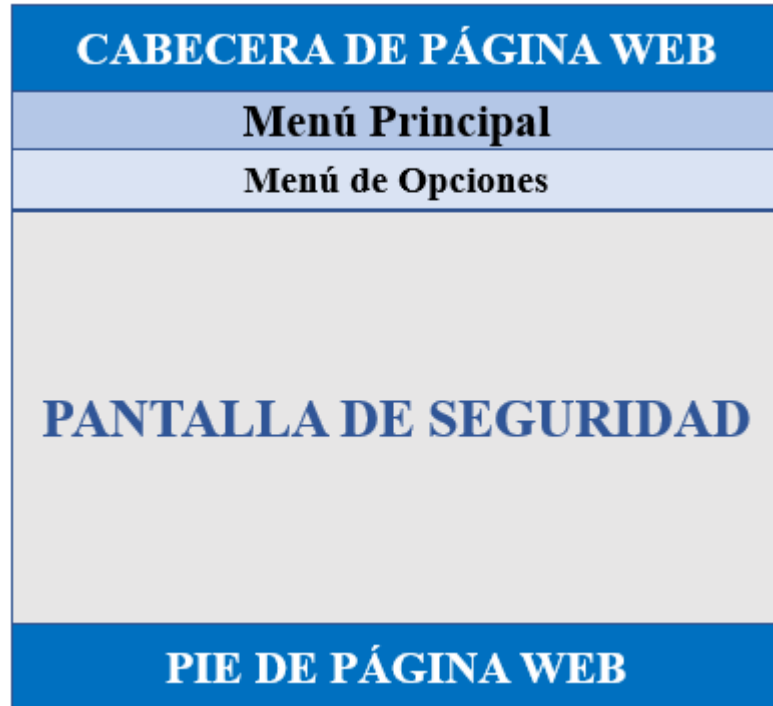 CABECERA DE PÁGINA WEB
Menú Principal
Menú de Opciones
PANTALLA DE SEGURIDAD
PIE DE PÁGINA WEB